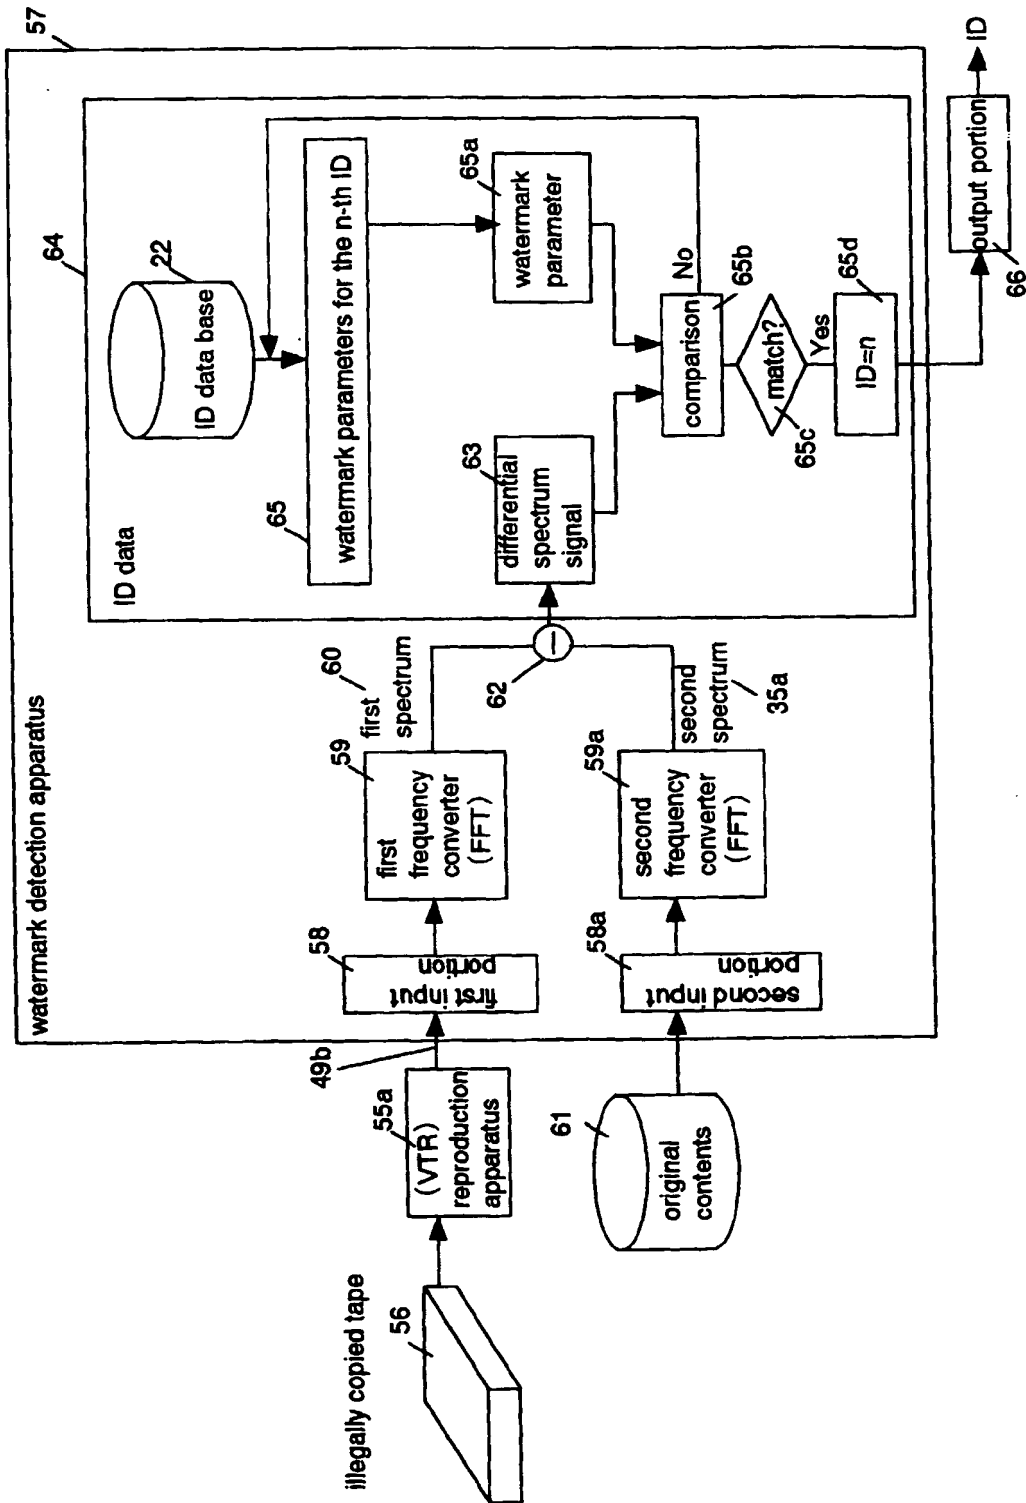 57
watermark detection apparatus
64
ID data
22
ID data base
65
watermark parameters for the n-th ID
65a
watermark
parameter
63
differential
spectrum
signal
No
comparison
65b
match?
65c
Yes
65d
ID=n
output portion
66
ID
60
first
spectrum
62
second
spectrum
35a
59
first
frequency
converter
(FFT)
59a
second
frequency
converter
(FFT)
58
first input
portion
58a
second input
portion
49b
55a
(VTR)
reproduction
apparatus
61
original
contents
illegally copied tape
56